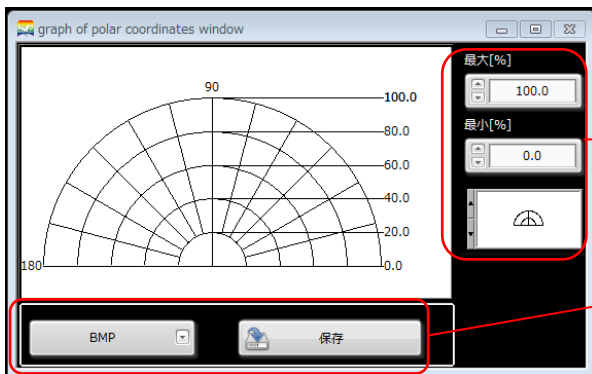 graph of polar coordinates window
最大[%]
100.0
最小[%]
0.0
90
100.0
80.0
60.0
40.0
20.0
180
0.0
BMP
保存